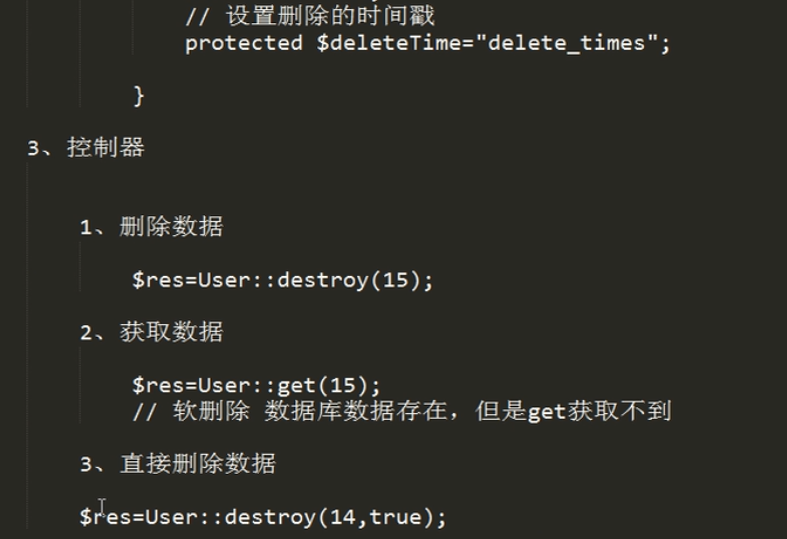 // 设置删除的时间戳
protected $deleteTime="delete_times";
}
3、控制器
1、删除数据
$res=User::destroy(15);
2、获取数据
$res=User::get(15);
// 软删除 数据库数据存在，但是get获取不到
3、直接删除数据
$res=User::destroy(14,true);